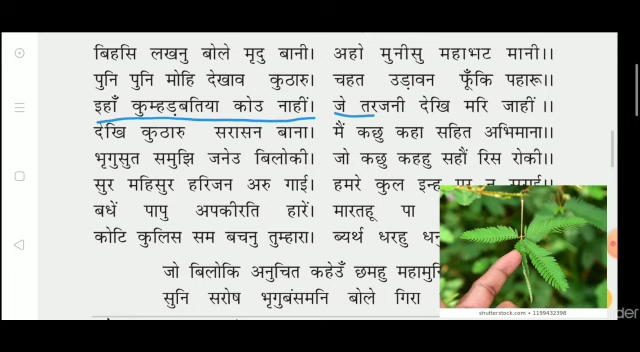 बिहसि लखनु बोले मृदु बानी। अहो मुनीसु महाभट मानी।।
पुनि पुनि मोहि देखाव कुठारु। चहत उड़ावन फूँकि पहारू॥
इहाँ कुम्हड़बतिया कोउ नाहीं। जे तरजनी देखि मरि जाहीं ।।
देखि कुठारु सरासन बाना। मैं कछु कहा सहित अभिमाना।।
भृगुसुत समुझि जनेउ बिलोकी। जो कछु कहहु सहौं रिस रोकी॥
सुर महिसुर हरिजन अरु गाई। हमरे कुल इन्ह
बधें पापु अपकीरति हारें। मारतहू पा
कोटि कुलिस सम बचनु तुम्हारा। ब्यर्थ धरहु
जो बिलोकि अनुचित कहेउँ छमहु महामुनि
सुनि सरोष भृगुबंसमनि बोले गिरा
shutterstock.com • 1199432398